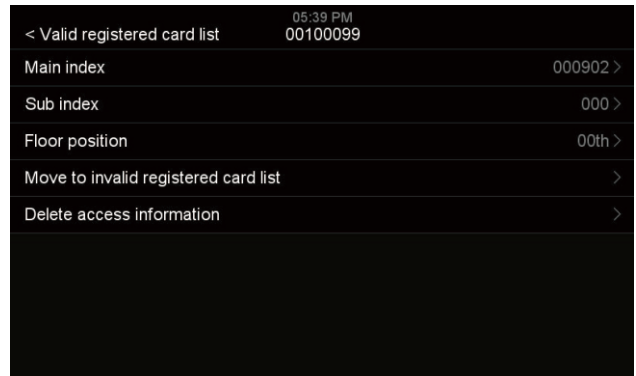 05:39 PM
< Valid registered card list 00100099
Main index 000902 >
Sub index 000 >
Floor position 00th >
Move to invalid registered card list >
Delete access information >